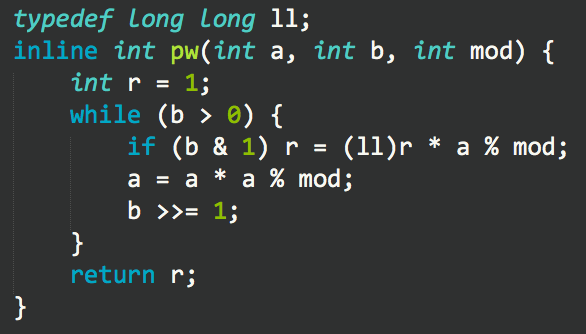 typedef long long ll;
inline int pw(int a, int b, int mod) {
    int r = 1;
    while (b > 0) {
        if (b & 1) r = (ll)r * a % mod;
        a = a * a % mod;
        b >>= 1;
    }
    return r;
}